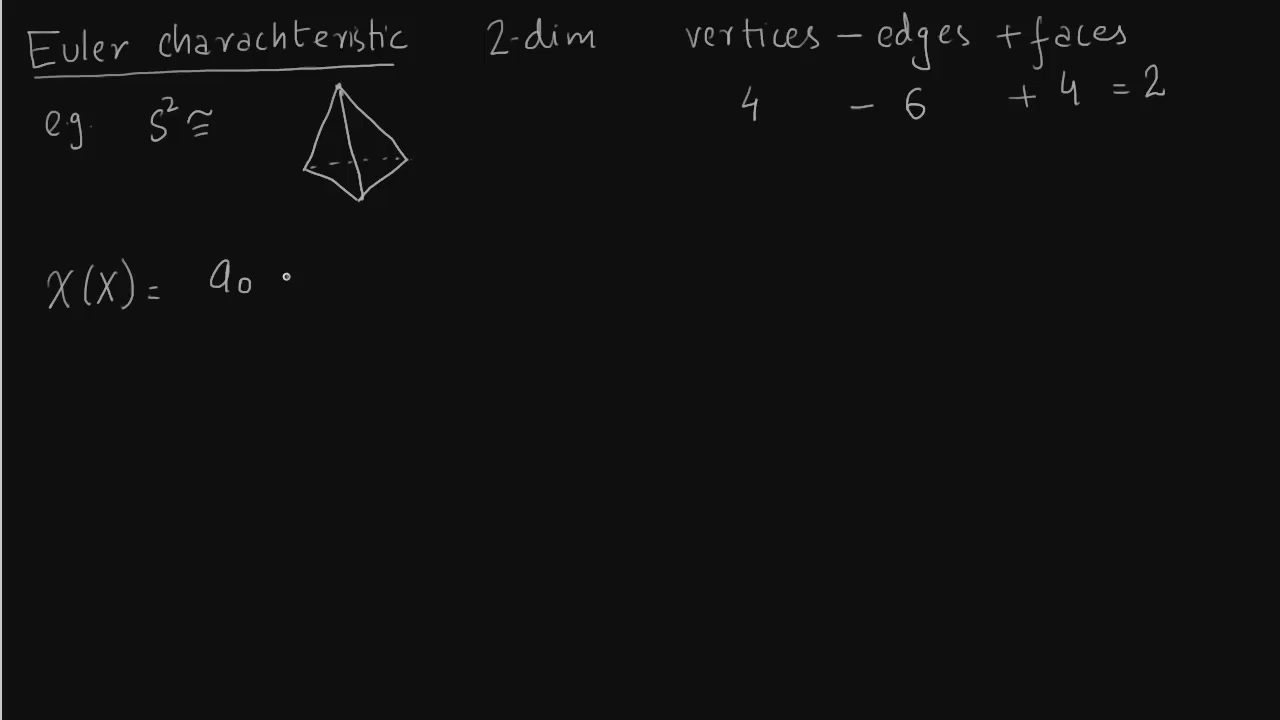 Euler charachteristic 2-dim vertices - edges + faces
4 - 6 + 4 = 2
e.g. S² ≅
χ(X) = a₀